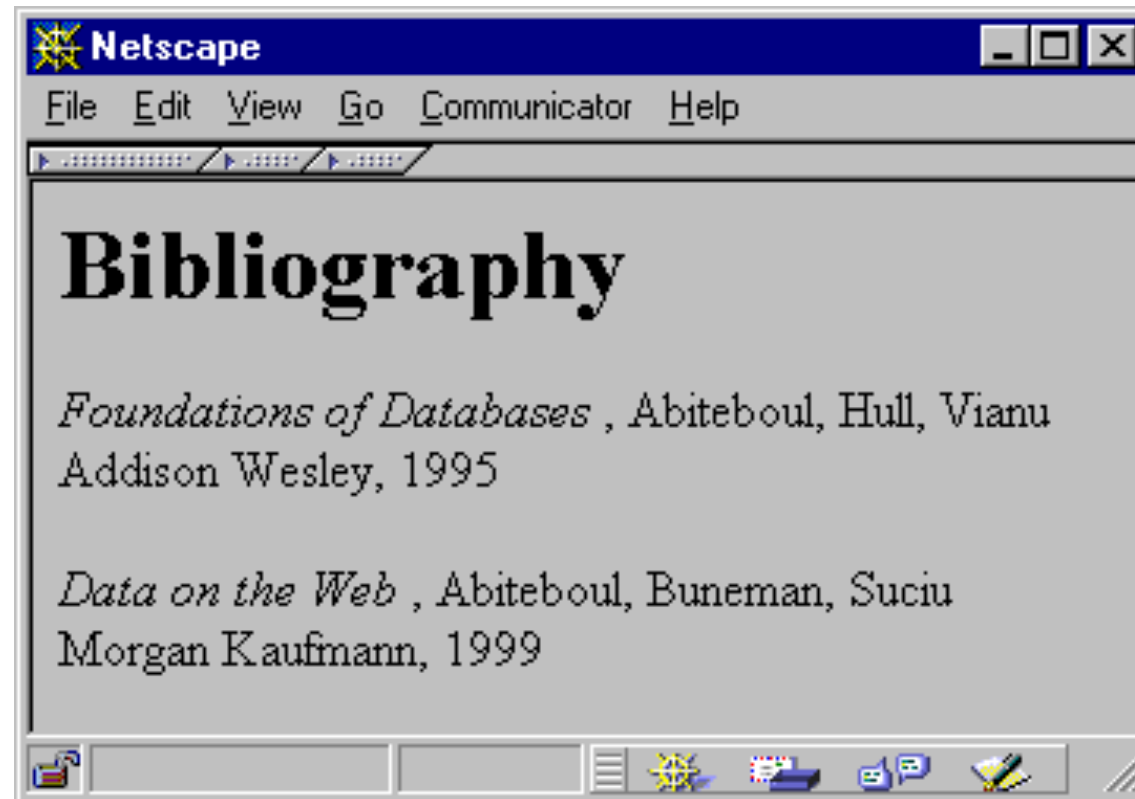 Netscape
File Edit View Go Communicator Help
Bibliography
Foundations of Databases , Abiteboul, Hull, Vianu
Addison Wesley, 1995
Data on the Web , Abiteboul, Buneman, Suciu
Morgan Kaufmann, 1999